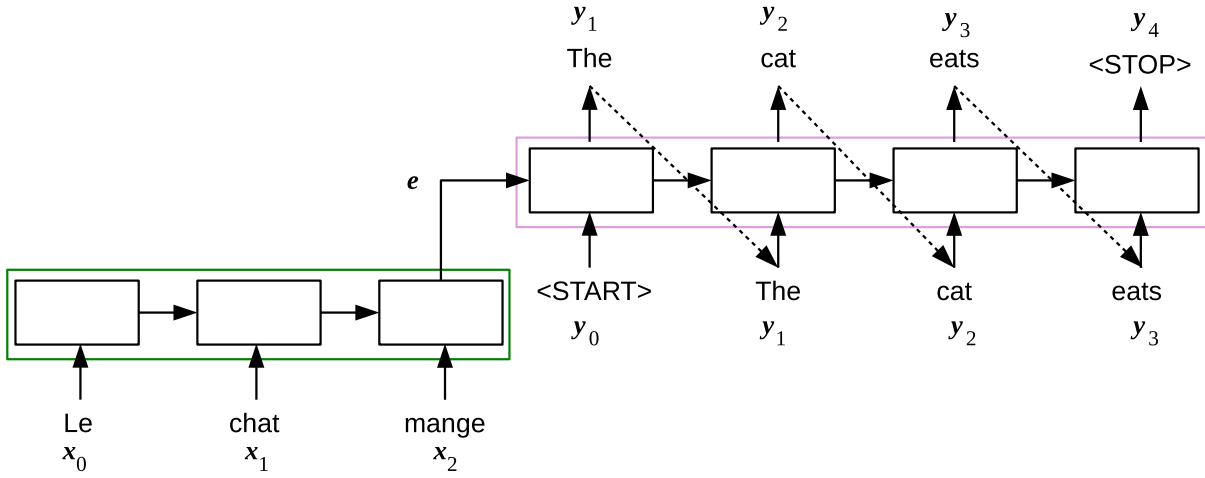 y1 y2 y3 y4
The cat eats <STOP>
e
<START> The cat eats
y0 y1 y2 y3
Le chat mange
x0 x1 x2